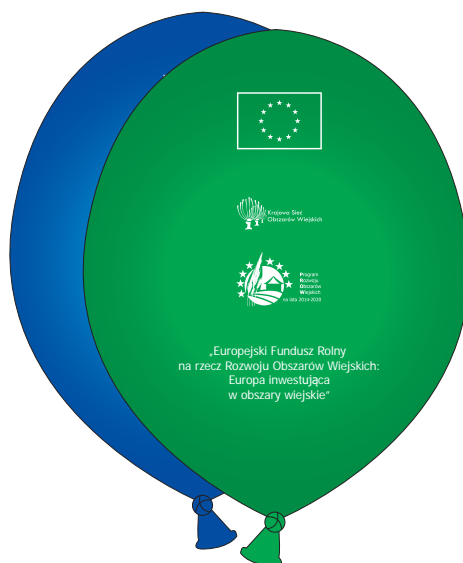 Krajowa Sieć
Obszarów Wiejskich
Program
Rozwoju
Obszarów
Wiejskich
na lata 2014-2020
„Europejski Fundusz Rolny
na rzecz Rozwoju Obszarów Wiejskich:
Europa inwestująca
w obszary wiejskie”